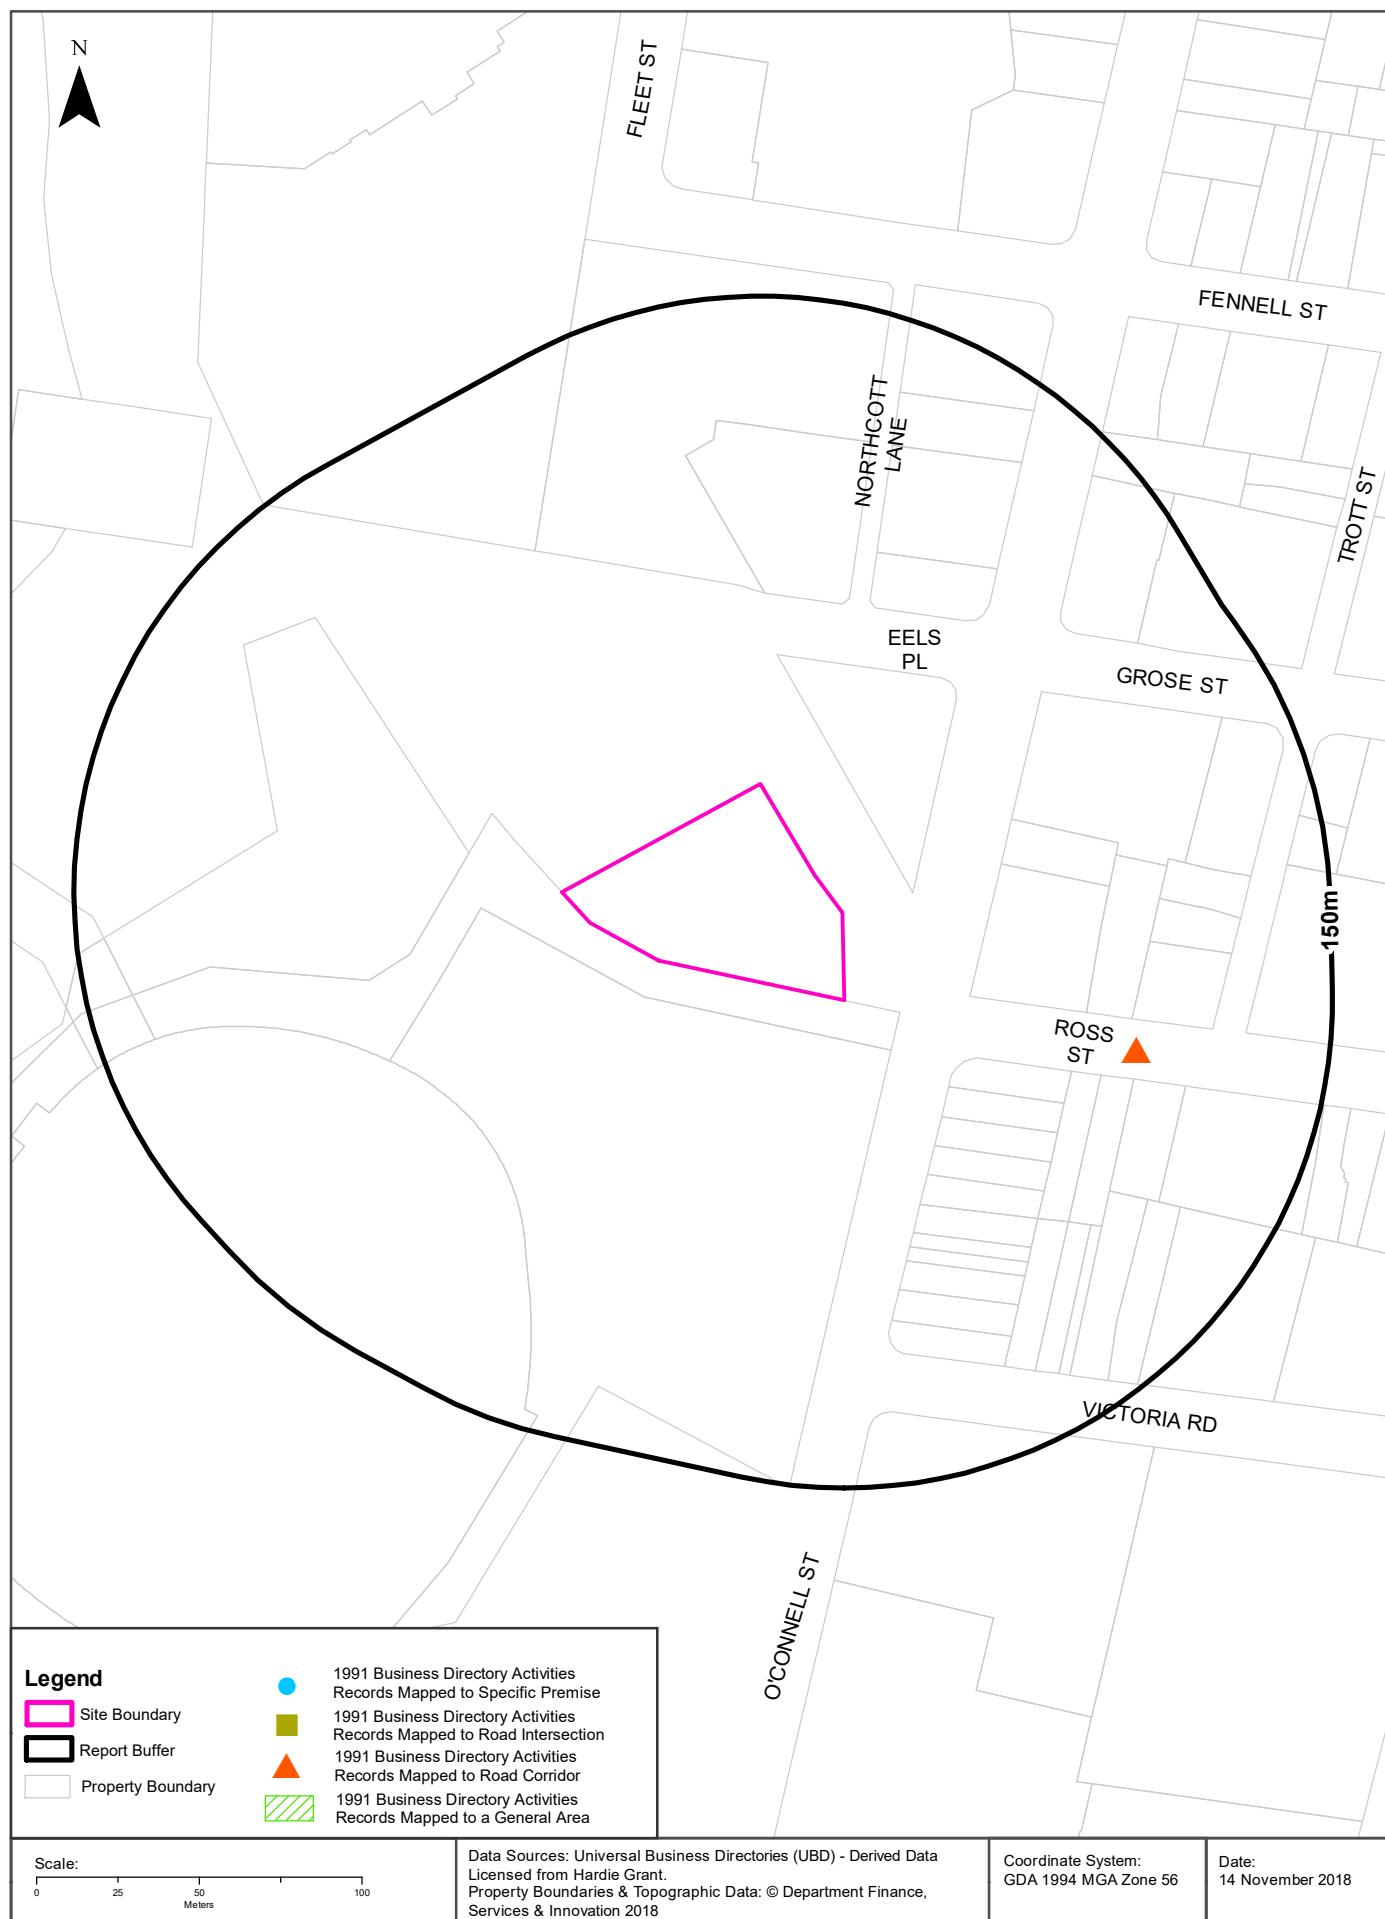 N
FLEET ST
FENNELL ST
NORTHCOTT
LANE
TROTT ST
EELS
PL
GROSE ST
150m
ROSS
ST
VICTORIA RD
O'CONNELL ST
Legend
Site Boundary
Report Buffer
Property Boundary
1991 Business Directory Activities
Records Mapped to Specific Premise
1991 Business Directory Activities
Records Mapped to Road Intersection
1991 Business Directory Activities
Records Mapped to Road Corridor
1991 Business Directory Activities
Records Mapped to a General Area
Scale:
0 25 50 100
Meters
Data Sources: Universal Business Directories (UBD) - Derived Data
Licensed from Hardie Grant.
Property Boundaries & Topographic Data: © Department Finance,
Services & Innovation 2018
Coordinate System:
GDA 1994 MGA Zone 56
Date:
14 November 2018